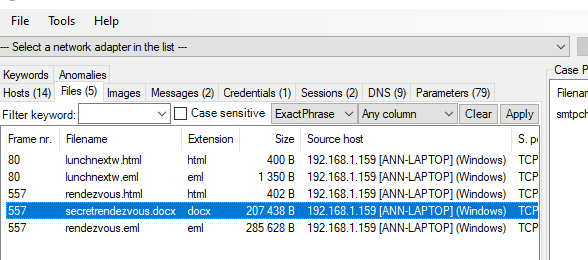 File Tools
--- Select a network adapter in the list ---
Keywords Anomalies
Hosts (14) Files (5) Images Messages (2) Credentials (1) Sessions (2) DNS (9) Parameters (79)
Filter keyword: Case sensitive ExactPhrase Any column Clear Apply
Frame nr. Filename Extension Size Source host S. po
80 lunchnextw.html html 400 B 192.168.1.159 [ANN-LAPTOP] (Windows) TCP
80 lunchnextw.eml eml 1 350 B 192.168.1.159 [ANN-LAPTOP] (Windows) TCP
557 rendezvous.html html 402 B 192.168.1.159 [ANN-LAPTOP] (Windows) TCP
557 secretrendezvous.docx docx 207 438 B 192.168.1.159 [ANN-LAPTOP] (Windows) TCP
557 rendezvous.eml eml 285 628 B 192.168.1.159 [ANN-LAPTOP] (Windows) TCP
Case P
Filenam
smtpch